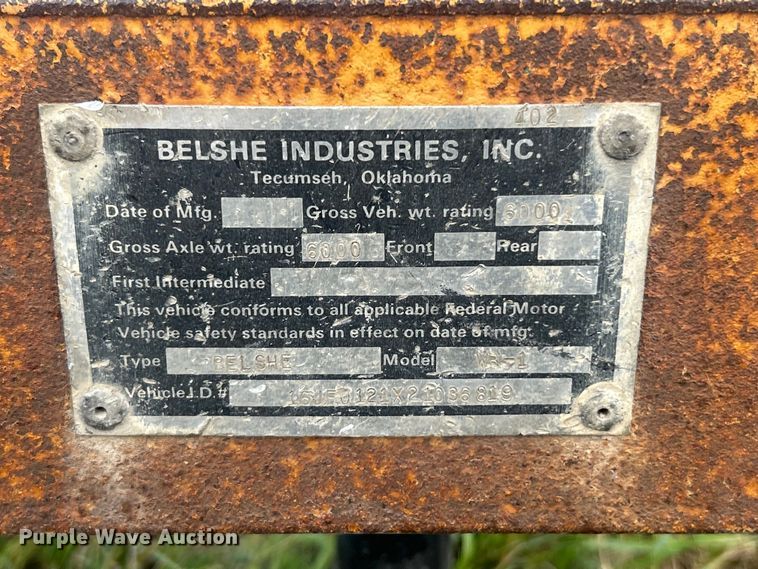 402
BELSHE INDUSTRIES, INC.
Tecumseh, Oklahoma
Date of Mfg. Gross Veh. wt. rating 6000
Gross Axle wt. rating 6000 Front Rear
First Intermediate
This vehicle conforms to all applicable Federal Motor
Vehicle safety standards in effect on date of mfg.
Type BELSHE Model
Vehicle I.D.#
Purple Wave Auction®